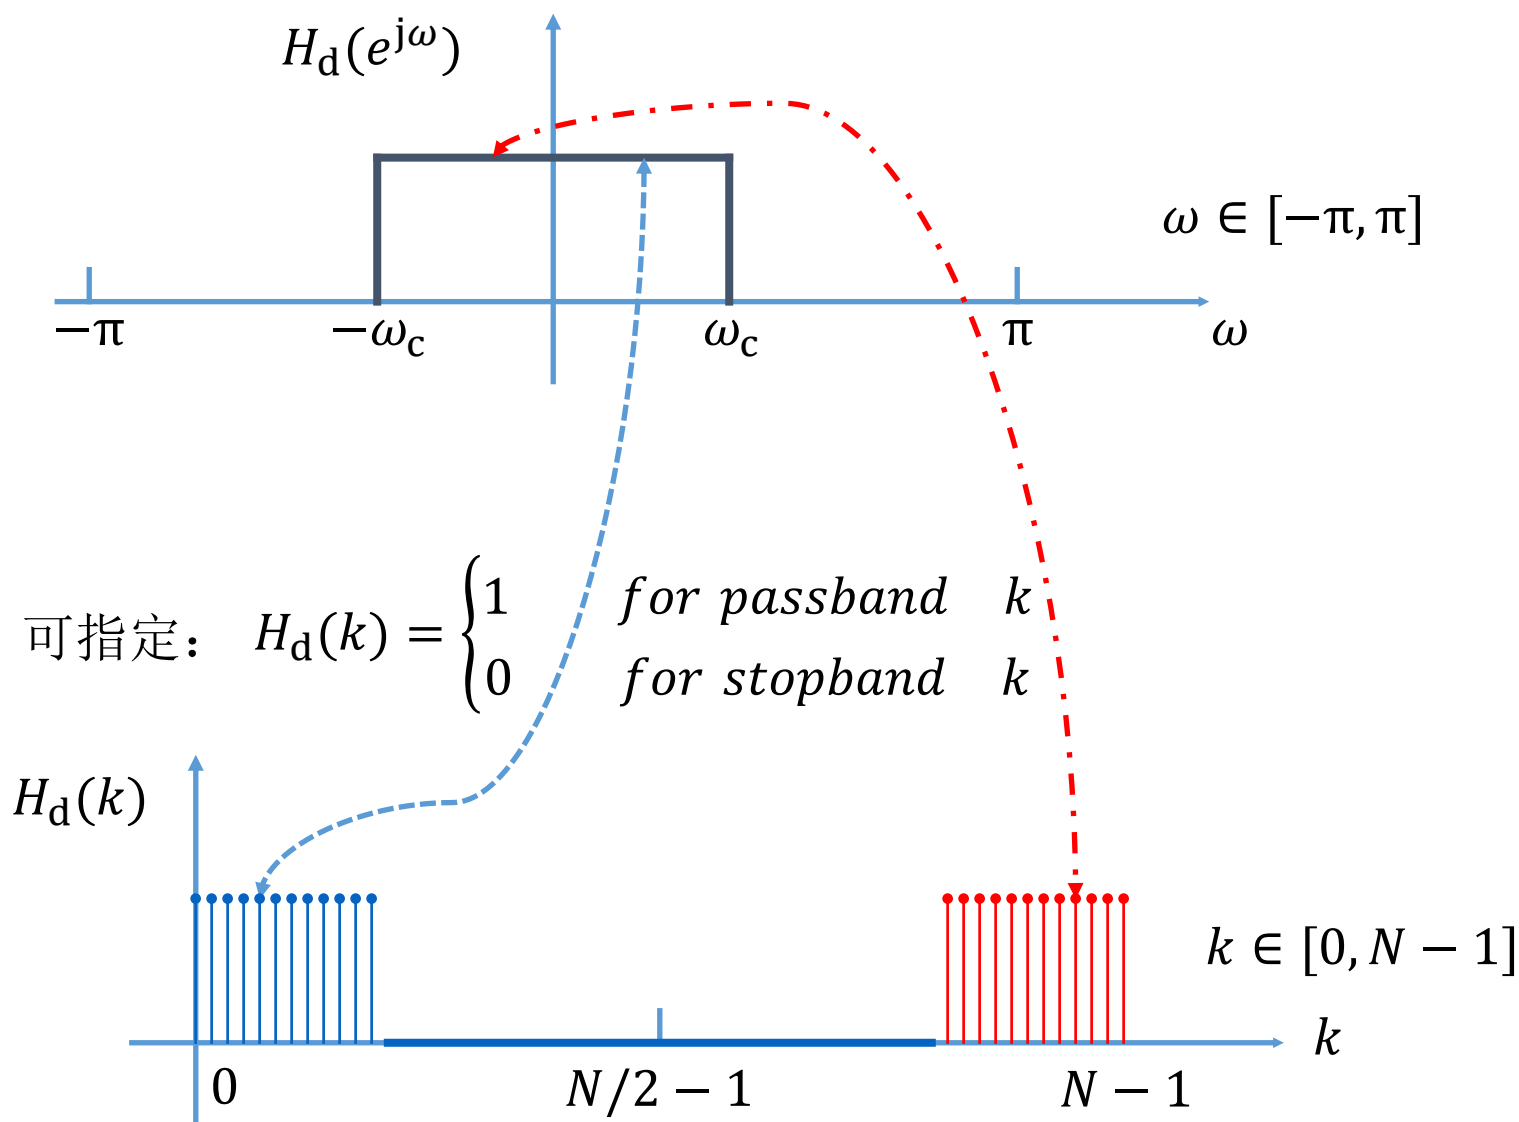 H_d(e^{jω})
ω ∈ [−π, π]
−π −ω_c ω_c π ω
可指定： H_d(k) = { 1 for passband k
0 for stopband k
H_d(k)
k ∈ [0, N − 1]
k
0 N/2 − 1 N − 1